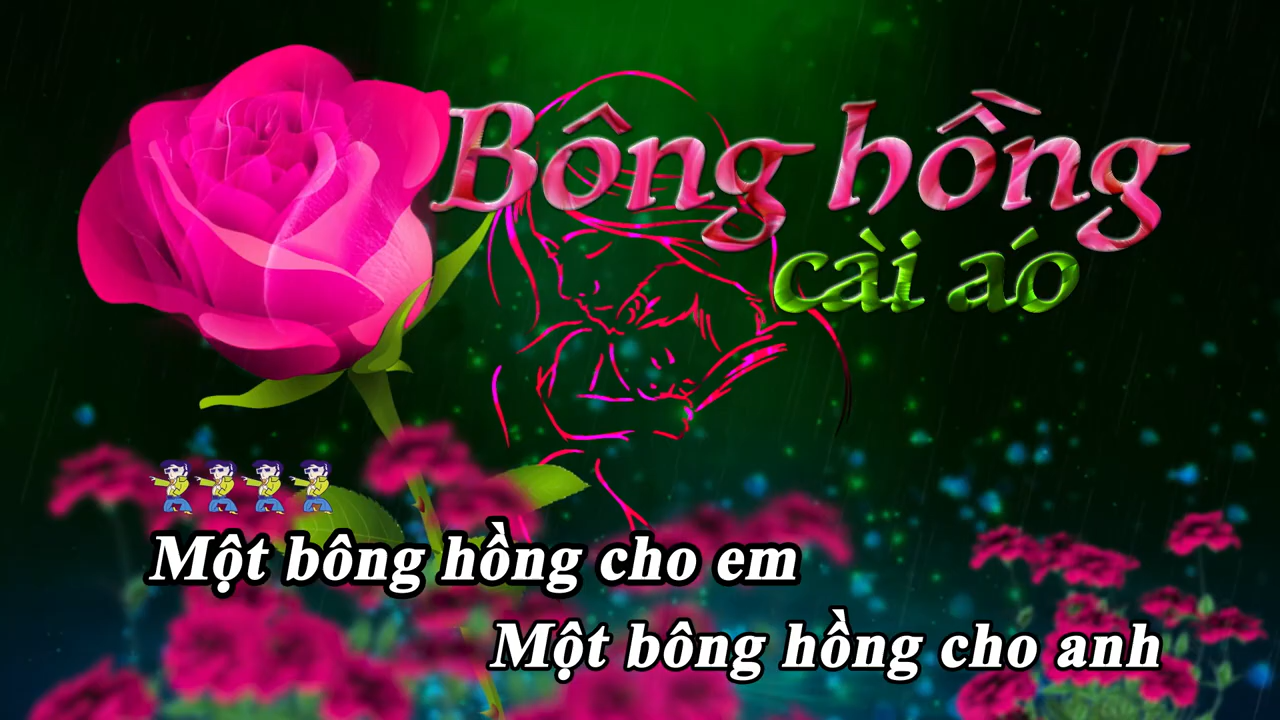 Bông hồng
cài áo
Một bông hồng cho em
Một bông hồng cho anh